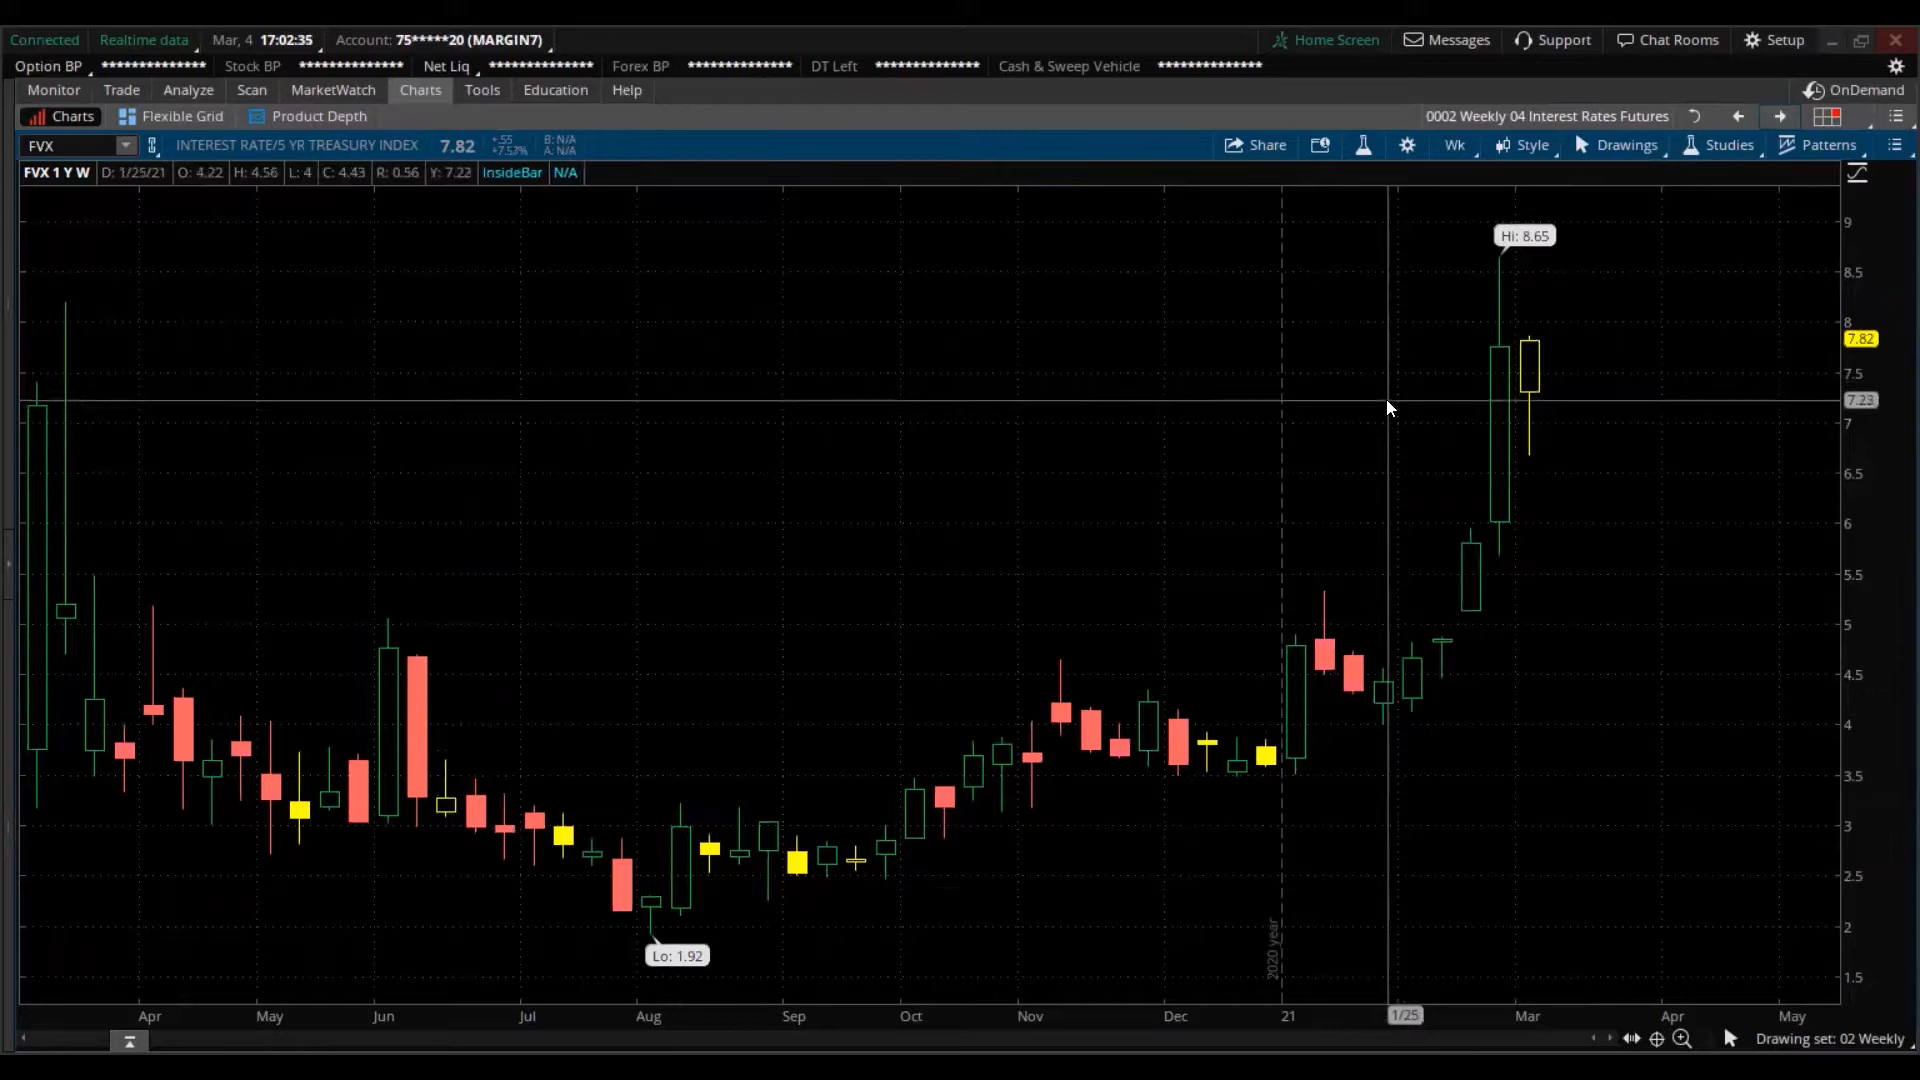 Connected Realtime data Mar, 4 17:02:35 Account: 75*****20 (MARGIN7) Home Screen Messages Support Chat Rooms Setup
Option BP ************** Stock BP ************** Net Liq ************** Forex BP ************** DT Left ************** Cash & Sweep Vehicle **************
Monitor Trade Analyze Scan MarketWatch Charts Tools Education Help OnDemand
Charts Flexible Grid Product Depth 0002 Weekly 04 Interest Rates Futures
FVX INTEREST RATE/5 YR TREASURY INDEX 7.82 +.55 +7.57% B: N/A A: N/A Share Wk Style Drawings Studies Patterns
FVX 1 Y W D: 1/25/21 O: 4.22 H: 4.56 L: 4 C: 4.43 R: 0.56 Y: 7.23 InsideBar N/A
9
Hi: 8.65
8.5
8
7.82
7.5
7.23
7
6.5
6
5.5
5
4.5
4
3.5
3
2.5
2
Lo: 1.92
2020 year
1.5
Apr May Jun Jul Aug Sep Oct Nov Dec 21 1/25 Mar Apr May
Drawing set: 02 Weekly